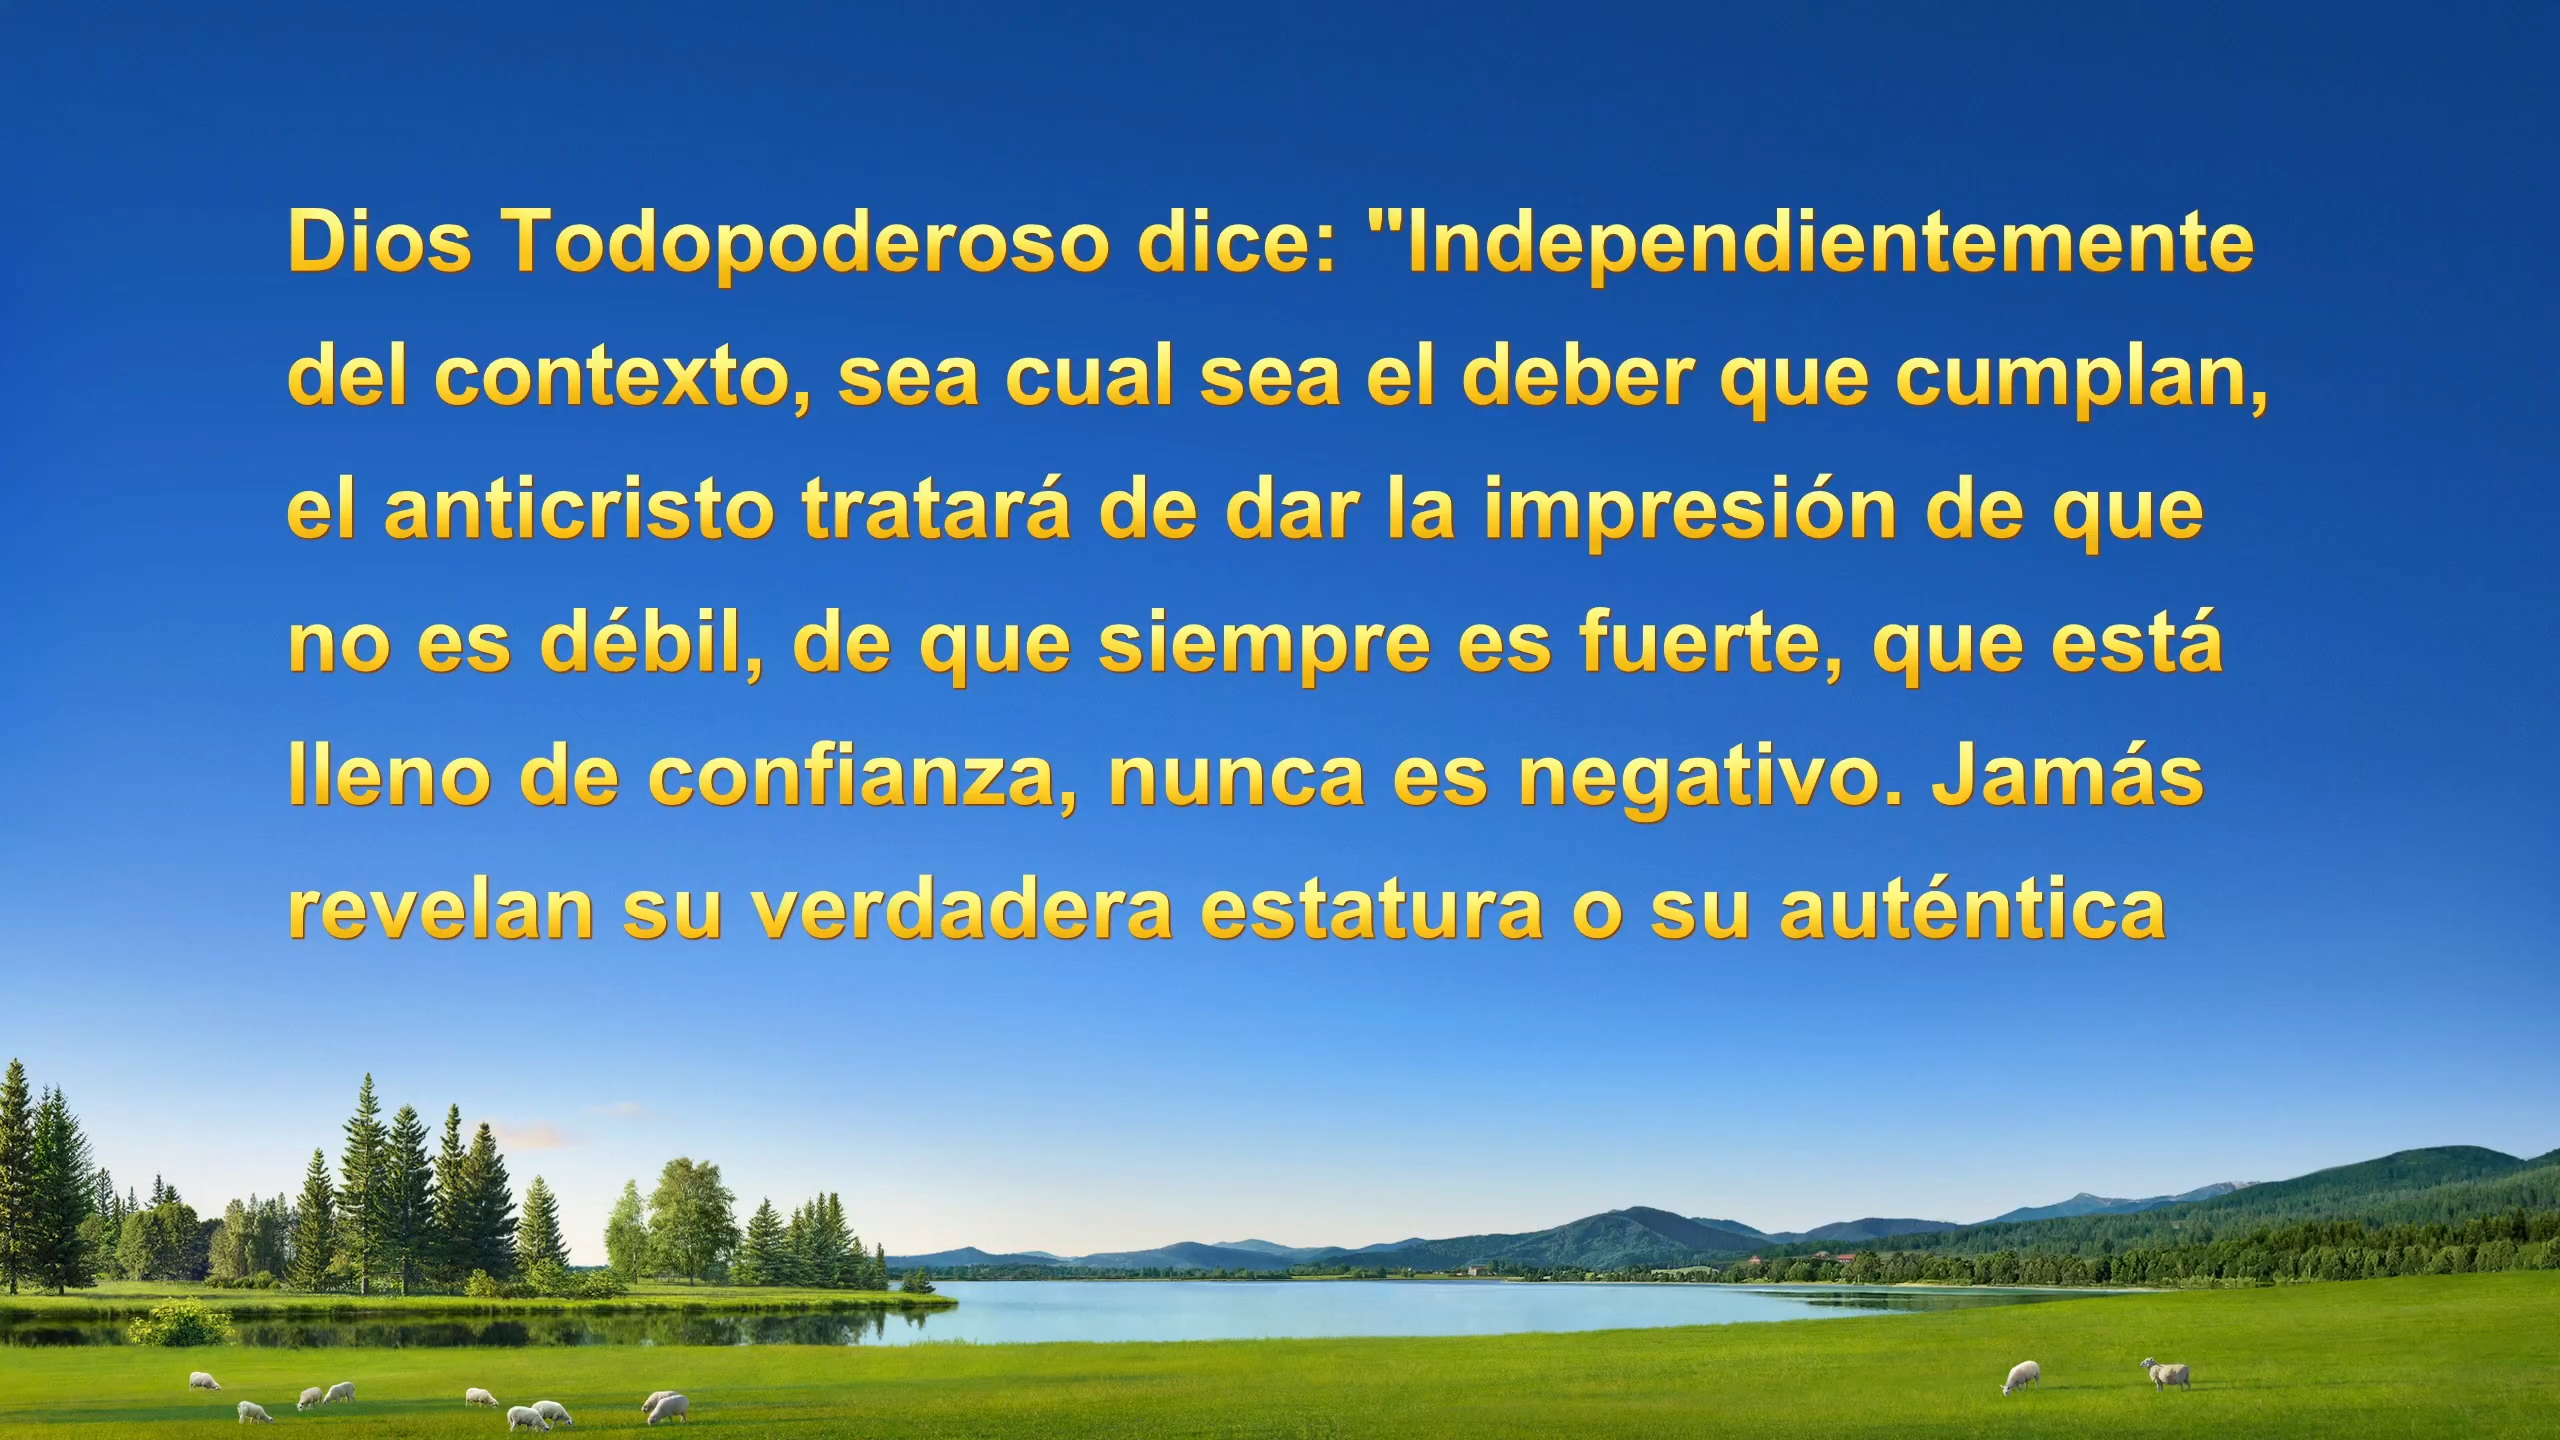 Dios Todopoderoso dice: "Independientemente
del contexto, sea cual sea el deber que cumplan,
el anticristo tratará de dar la impresión de que
no es débil, de que siempre es fuerte, que está
lleno de confianza, nunca es negativo. Jamás
revelan su verdadera estatura o su auténtica